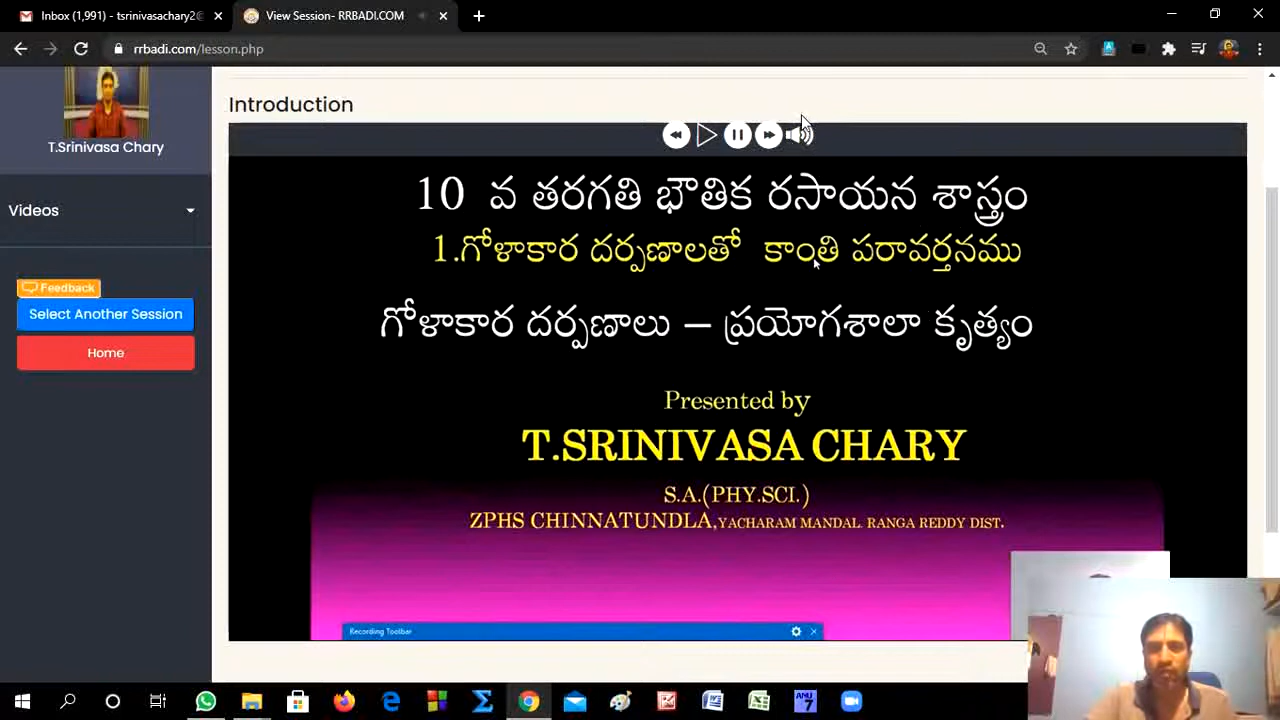 Inbox (1,991) - tsrinivasachary2@
View Session- RRBADI.COM
rrbadi.com/lesson.php
T.Srinivasa Chary
Videos
Feedback
Select Another Session
Home
Introduction
10 వ తరగతి భౌతిక రసాయన శాస్త్రం
1.గోళాకార దర్పణాలతో కాంతి పరావర్తనము
గోళాకార దర్పణాలు – ప్రయోగశాలా కృత్యం
Presented by
T.SRINIVASA CHARY
S.A.(PHY.SCI.)
ZPHS CHINNATUNDLA,YACHARAM MANDAL. RANGA REDDY DIST.
Recording Toolbar
ANU
7